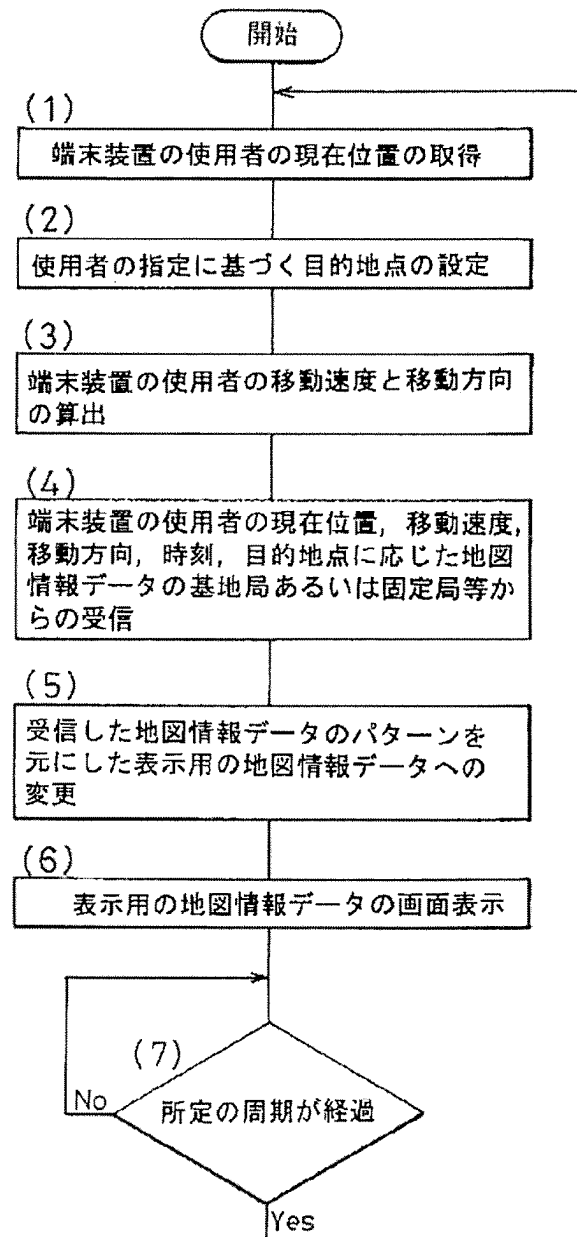 開始
(1)
端末装置の使用者の現在位置の取得
(2)
使用者の指定に基づく目的地点の設定
(3)
端末装置の使用者の移動速度と移動方向
の算出
(4)
端末装置の使用者の現在位置,移動速度,
移動方向,時刻,目的地点に応じた地図
情報データの基地局あるいは固定局等か
らの受信
(5)
受信した地図情報データのパターンを
元にした表示用の地図情報データへの
変更
(6)
表示用の地図情報データの画面表示
(7)
所定の周期が経過
No
Yes